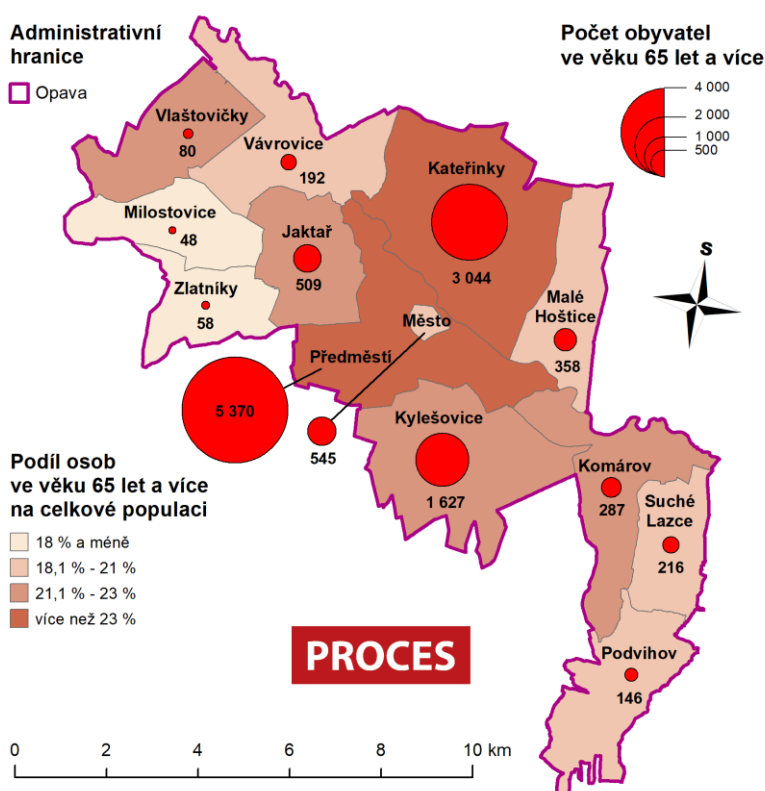 Administrativní
hranice
Opava
Počet obyvatel
ve věku 65 let a více
4 000
2 000
1 000
500
Vlaštovičky
80
Vávrovice
192
Kateřinky
3 044
Milostovice
48
Jaktař
509
Zlatníky
58
S
Malé
Hoštice
358
Město
Předměstí
5 370
545
Kylešovice
1 627
Komárov
287
Suché
Lazce
216
Podvihov
146
Podíl osob
ve věku 65 let a více
na celkové populaci
18 % a méně
18,1 % - 21 %
21,1 % - 23 %
více než 23 %
PROCES
0 2 4 6 8 10 km